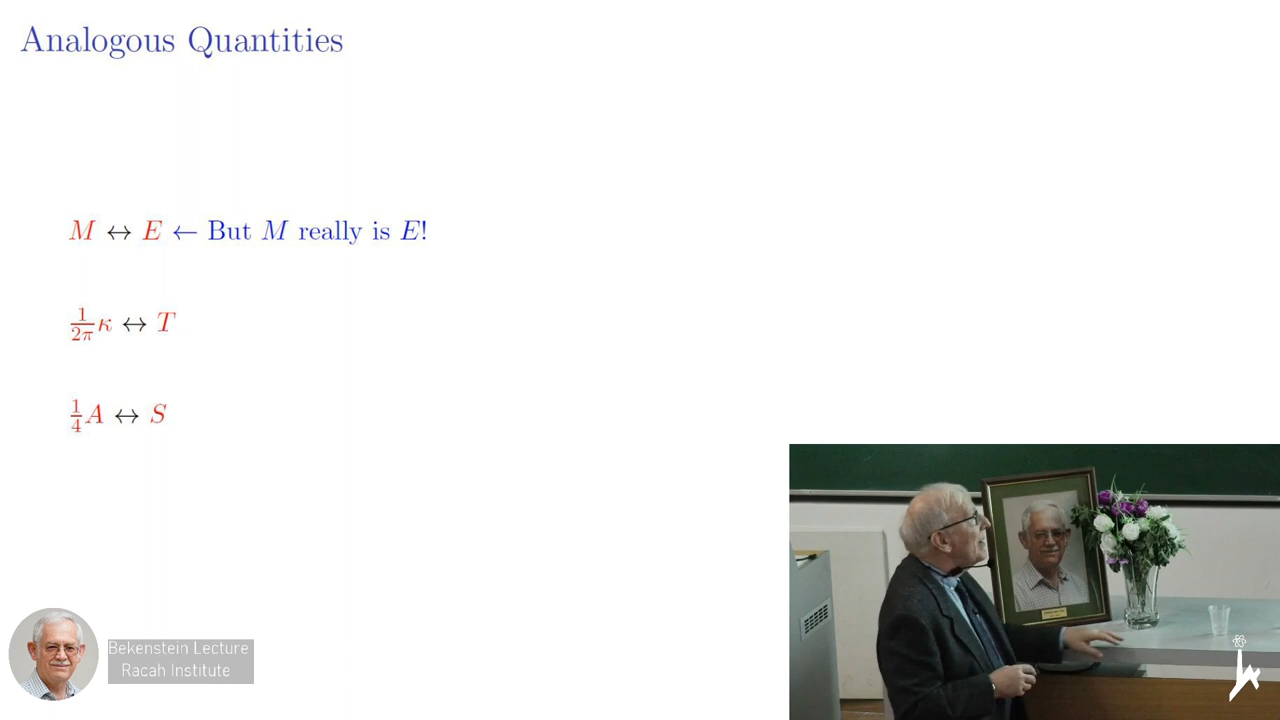 Analogous Quantities
M ↔ E ← But M really is E!
1/2π κ ↔ T
1/4 A ↔ S
Bekenstein Lecture
Racah Institute